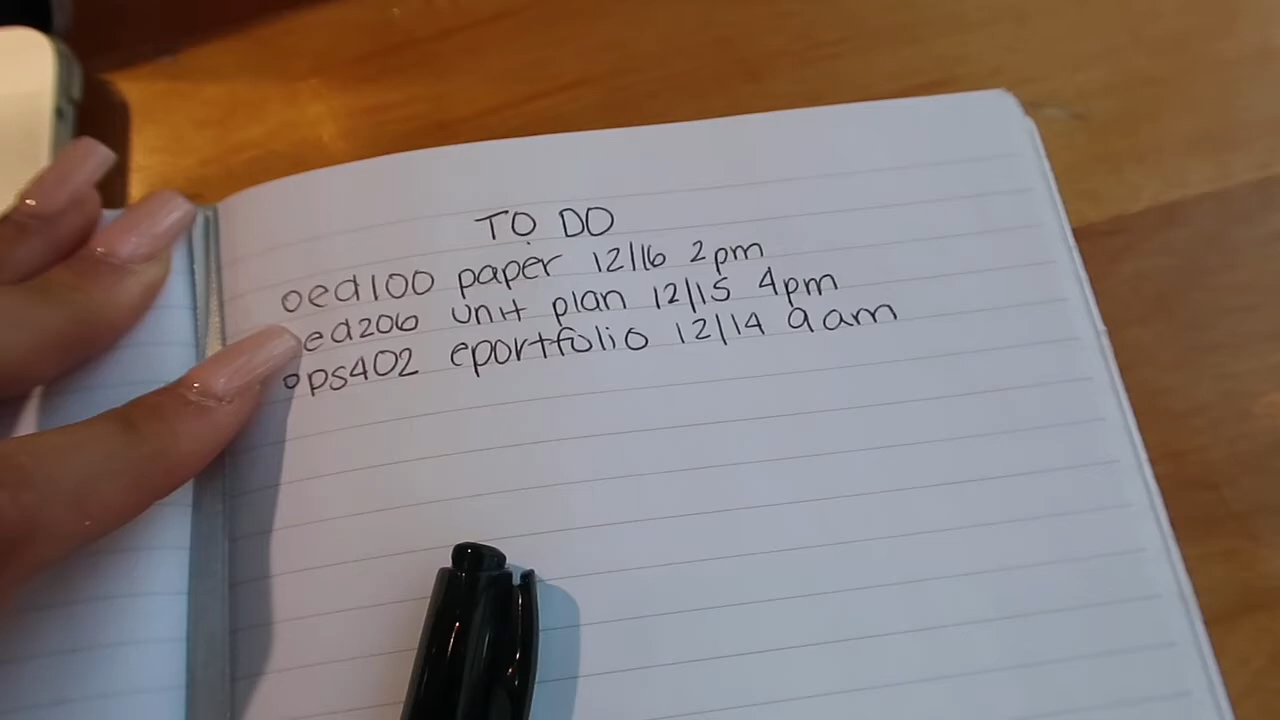 TO DO
oed100 paper 12/16 2pm
ed206 unit plan 12/15 4pm
ops402 eportfolio 12/14 9am